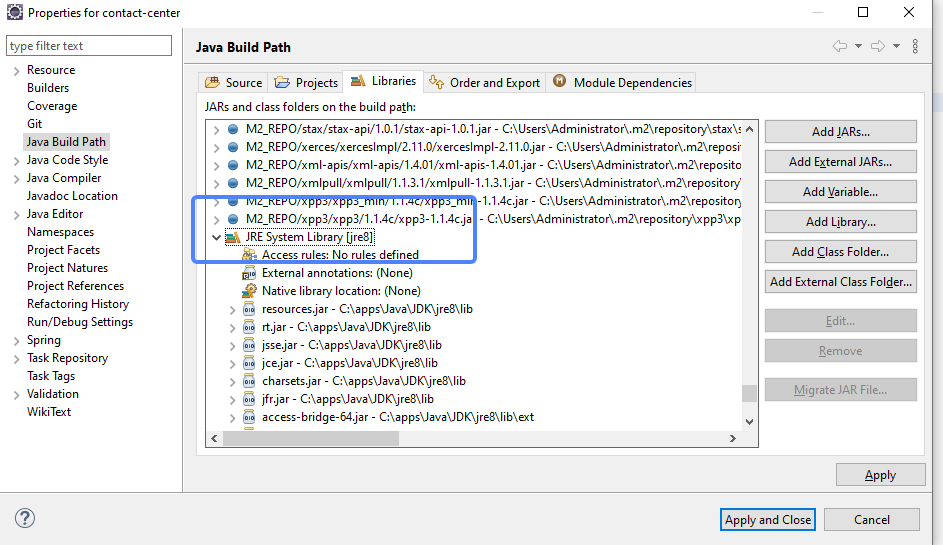 Properties for contact-center
type filter text
Resource
Builders
Coverage
Git
Java Build Path
Java Code Style
Java Compiler
Javadoc Location
Java Editor
Namespaces
Project Facets
Project Natures
Project References
Refactoring History
Run/Debug Settings
Spring
Task Repository
Task Tags
Validation
WikiText
Java Build Path
Source Projects Libraries Order and Export Module Dependencies
JARs and class folders on the build path:
M2_REPO/stax/stax-api/1.0.1/stax-api-1.0.1.jar - C:\Users\Administrator\.m2\repository\stax\s
M2_REPO/xerces/xercesImpl/2.11.0/xercesImpl-2.11.0.jar - C:\Users\Administrator\.m2\reposito
M2_REPO/xml-apis/xml-apis/1.4.01/xml-apis-1.4.01.jar - C:\Users\Administrator\.m2\repositor
M2_REPO/xmlpull/xmlpull/1.1.3.1/xmlpull-1.1.3.1.jar - C:\Users\Administrator\.m2\repository\x
M2_REPO/xpp3/xpp3_min/1.1.4c/xpp3_min-1.1.4c.jar - C:\Users\Administrator\.m2\repository
M2_REPO/xpp3/xpp3/1.1.4c/xpp3-1.1.4c.jar - C:\Users\Administrator\.m2\repository\xpp3\xp
JRE System Library [jre8]
Access rules: No rules defined
External annotations: (None)
Native library location: (None)
resources.jar - C:\apps\Java\JDK\jre8\lib
rt.jar - C:\apps\Java\JDK\jre8\lib
jsse.jar - C:\apps\Java\JDK\jre8\lib
jce.jar - C:\apps\Java\JDK\jre8\lib
charsets.jar - C:\apps\Java\JDK\jre8\lib
jfr.jar - C:\apps\Java\JDK\jre8\lib
access-bridge-64.jar - C:\apps\Java\JDK\jre8\lib\ext
Add JARs...
Add External JARs...
Add Variable...
Add Library...
Add Class Folder...
Add External Class Folder...
Edit...
Remove
Migrate JAR File...
Apply
Apply and Close
Cancel